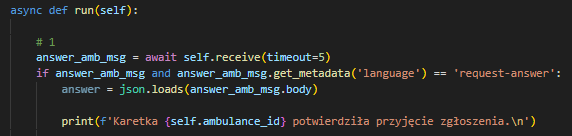 async def run(self):
# 1
answer_amb_msg = await self.receive(timeout=5)
if answer_amb_msg and answer_amb_msg.get_metadata('language') == 'request-answer':
answer = json.loads(answer_amb_msg.body)
print(f'Karetka {self.ambulance_id} potwierdziła przyjęcie zgłoszenia.\n')